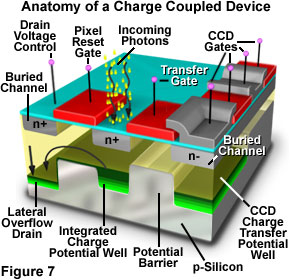 Anatomy of a Charge Coupled Device
Drain
Voltage
Control
Pixel
Reset
Gate
Incoming
Photons
CCD
Gates
Transfer
Gate
Buried
Channel
n+
n+
n-
Buried
Channel
Lateral
Overflow
Drain
Integrated
Charge
Potential Well
Potential
Barrier
p-Silicon
CCD
Charge
Transfer
Potential
Well
Figure 7